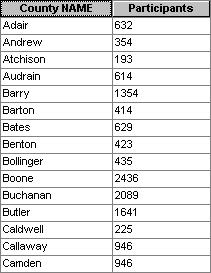 County NAME Participants
Adair 632
Andrew 354
Atchison 193
Audrain 614
Barry 1354
Barton 414
Bates 629
Benton 423
Bollinger 435
Boone 2436
Buchanan 2089
Butler 1641
Caldwell 225
Callaway 946
Camden 946